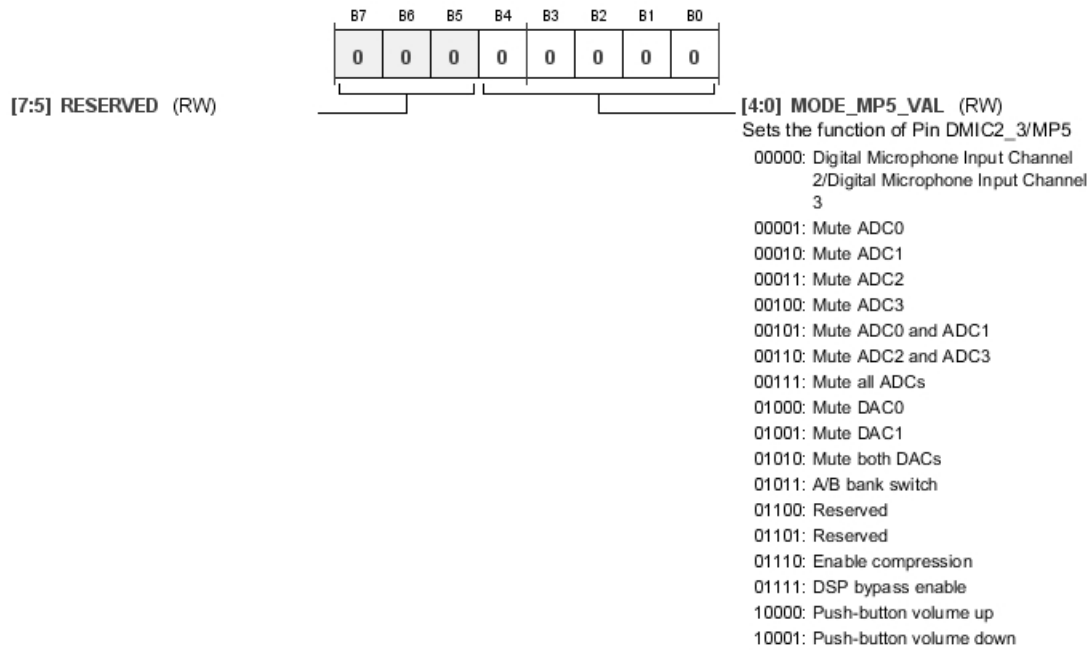 B7 B6 B5 B4 B3 B2 B1 B0
0 0 0 0 0 0 0 0
[7:5] RESERVED (RW)
[4:0] MODE_MP5_VAL (RW)
Sets the function of Pin DMIC2_3/MP5
00000: Digital Microphone Input Channel
2/Digital Microphone Input Channel
3
00001: Mute ADC0
00010: Mute ADC1
00011: Mute ADC2
00100: Mute ADC3
00101: Mute ADC0 and ADC1
00110: Mute ADC2 and ADC3
00111: Mute all ADCs
01000: Mute DAC0
01001: Mute DAC1
01010: Mute both DACs
01011: A/B bank switch
01100: Reserved
01101: Reserved
01110: Enable compression
01111: DSP bypass enable
10000: Push-button volume up
10001: Push-button volume down